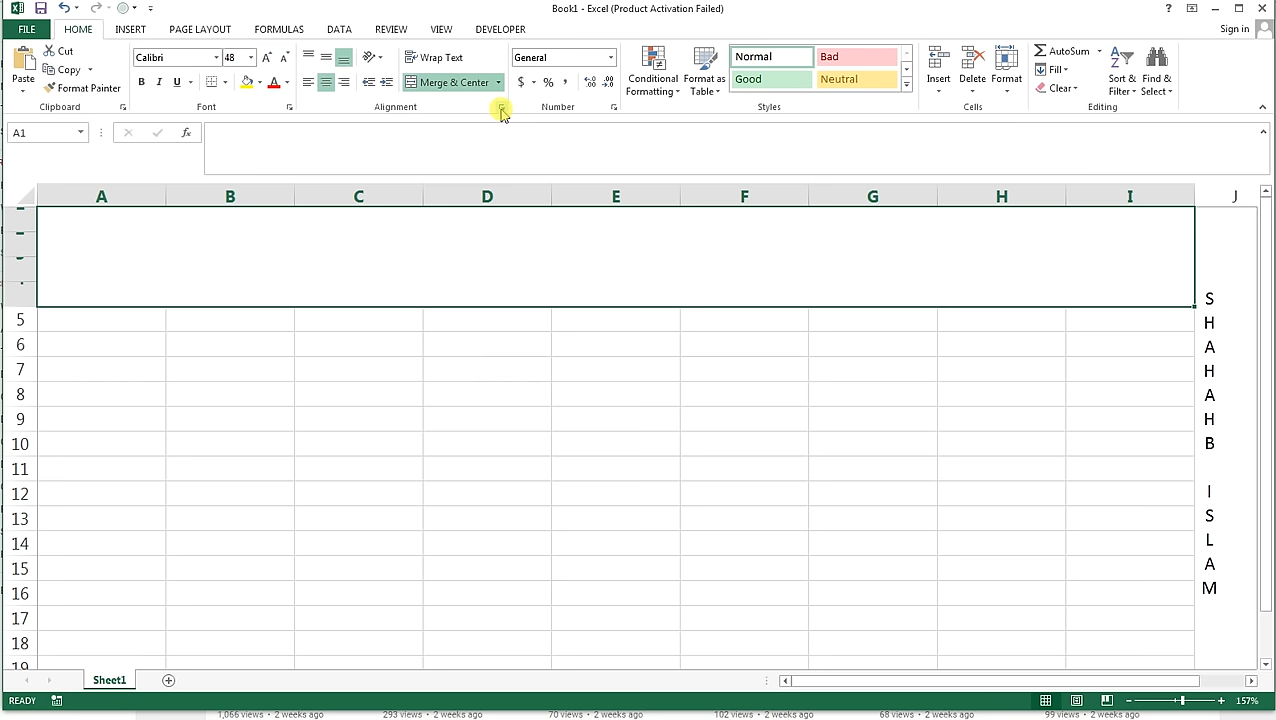 Book1 - Excel (Product Activation Failed)
FILE HOME INSERT PAGE LAYOUT FORMULAS DATA REVIEW VIEW DEVELOPER Sign in
Cut
Copy
Format Painter
Paste
Clipboard
Calibri 48
B I U
Font
Wrap Text
Merge & Center
Alignment
General
$ % ,
Number
Conditional Formatting
Format as Table
Normal Bad
Good Neutral
Styles
Insert Delete Format
Cells
AutoSum
Fill
Clear
Sort & Filter
Find & Select
Editing
A1 fx
A B C D E F G H I J
5
6
7
8
9
10
11
12
13
14
15
16
17
18
19
S
H
A
H
A
H
B
I
S
L
A
M
Sheet1
READY 157%
1,066 views • 2 weeks ago 293 views • 2 weeks ago 70 views • 2 weeks ago 102 views • 2 weeks ago 68 views • 2 weeks ago 99 views • 2 weeks ago